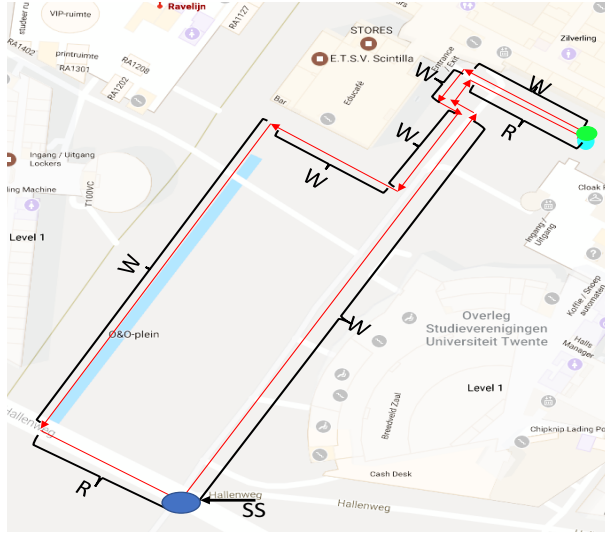 Ravelijn
VIP-ruimte
RA1127
studeer ru
RA1402
printruimte
RA1301
RA1208
RA1202
STORES
E.T.S.V. Scintilla
Educafé
Bar
Entrance
/ Exit
Zilverling
W
W
R
W
W
W
W
R
Ingang / Uitgang
Lockers
T100VC
ling Machine
Level 1
O&O-plein
Cloak R
Ingang /
Uitgang
Koffie / Snoep
automaten
Halls
Manager
Overleg
Studieverenigingen
Universiteit Twente
Level 1
Breedveld Zaal
Chipknip Lading Po
Cash Desk
Hallenweg
Hallenweg
Hallenweg
SS